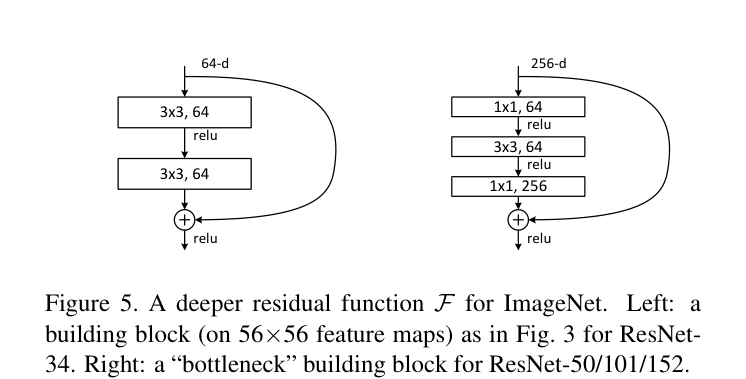 64-d
3x3, 64
relu
3x3, 64
+
relu
256-d
1x1, 64
relu
3x3, 64
relu
1x1, 256
+
relu
Figure 5. A deeper residual function F for ImageNet. Left: a
building block (on 56×56 feature maps) as in Fig. 3 for ResNet-
34. Right: a “bottleneck” building block for ResNet-50/101/152.